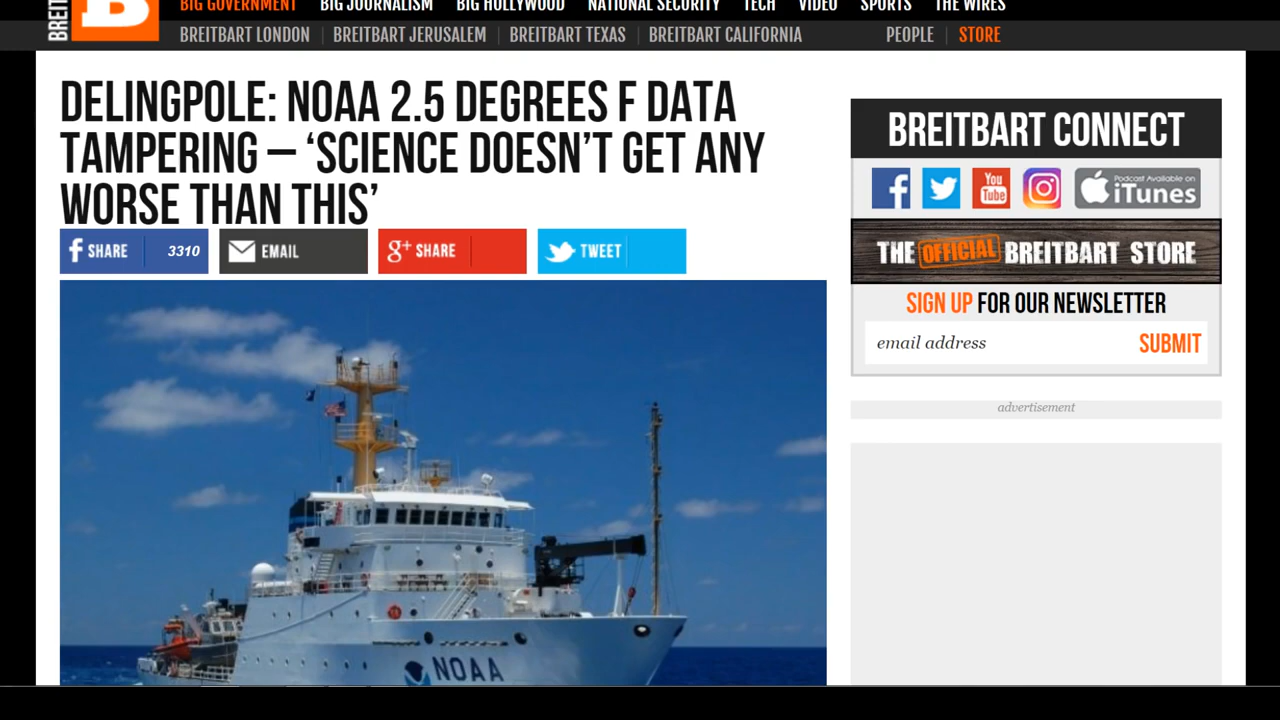 BREIT
B
BIG GOVERNMENT BIG JOURNALISM BIG HOLLYWOOD NATIONAL SECURITY TECH VIDEO SPORTS THE WIRES
BREITBART LONDON BREITBART JERUSALEM BREITBART TEXAS BREITBART CALIFORNIA PEOPLE STORE
DELINGPOLE: NOAA 2.5 DEGREES F DATA
TAMPERING – ‘SCIENCE DOESN’T GET ANY
WORSE THAN THIS’
f SHARE 3310 EMAIL g+ SHARE TWEET
NOAA
BREITBART CONNECT
f You Tube Podcast Available on iTunes
THE OFFICIAL BREITBART STORE
SIGN UP FOR OUR NEWSLETTER
email address SUBMIT
advertisement